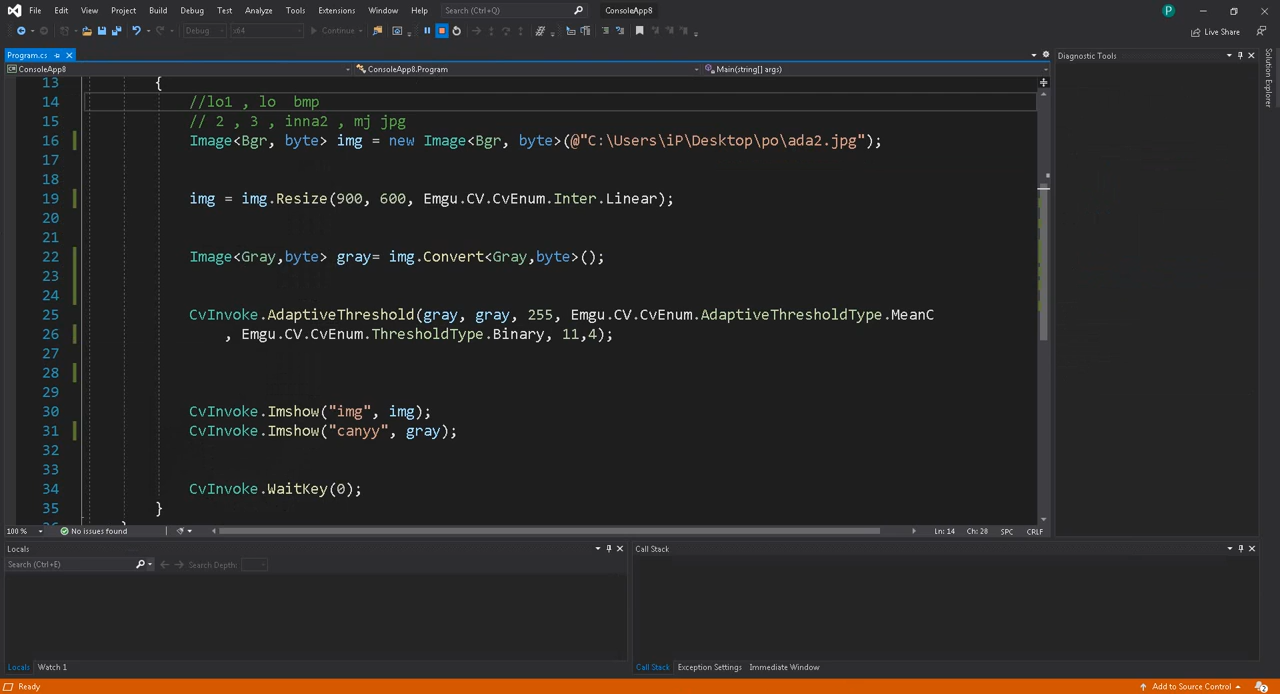 File Edit View Project Build Debug Test Analyze Tools Extensions Window Help Search (Ctrl+Q) ConsoleApp8 P
Debug x64 Continue Live Share
Program.cs
ConsoleApp8 ConsoleApp8.Program Main(string[] args)
Diagnostic Tools
Solution Explorer
13 {
14 //lo1 , lo  bmp
15 // 2 , 3 , inna2 , mj jpg
16 Image<Bgr, byte> img = new Image<Bgr, byte>(@"C:\Users\iP\Desktop\po\ada2.jpg");
17
18
19 img = img.Resize(900, 600, Emgu.CV.CvEnum.Inter.Linear);
20
21
22 Image<Gray,byte> gray= img.Convert<Gray,byte>();
23
24
25 CvInvoke.AdaptiveThreshold(gray, gray, 255, Emgu.CV.CvEnum.AdaptiveThresholdType.MeanC
26 , Emgu.CV.CvEnum.ThresholdType.Binary, 11,4);
28
29
30 CvInvoke.Imshow("img", img);
31 CvInvoke.Imshow("canyy", gray);
32
33
34 CvInvoke.WaitKey(0);
35 }
100 % No issues found Ln: 14 Ch: 28 SPC CRLF
Locals
Search (Ctrl+E) Search Depth:
Call Stack
Locals Watch 1
Call Stack Exception Settings Immediate Window
Ready Add to Source Control